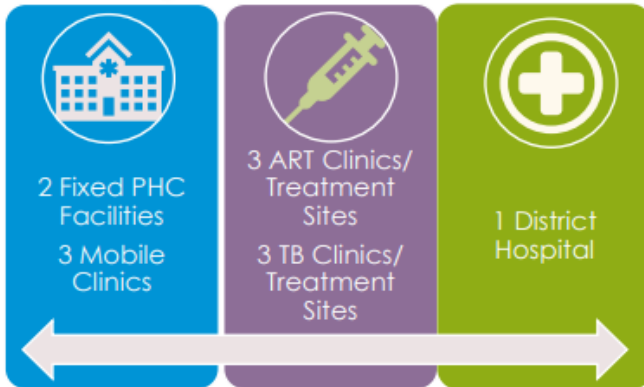 2 Fixed PHC
Facilities
3 Mobile
Clinics
3 ART Clinics/
Treatment
Sites
3 TB Clinics/
Treatment
Sites
1 District
Hospital